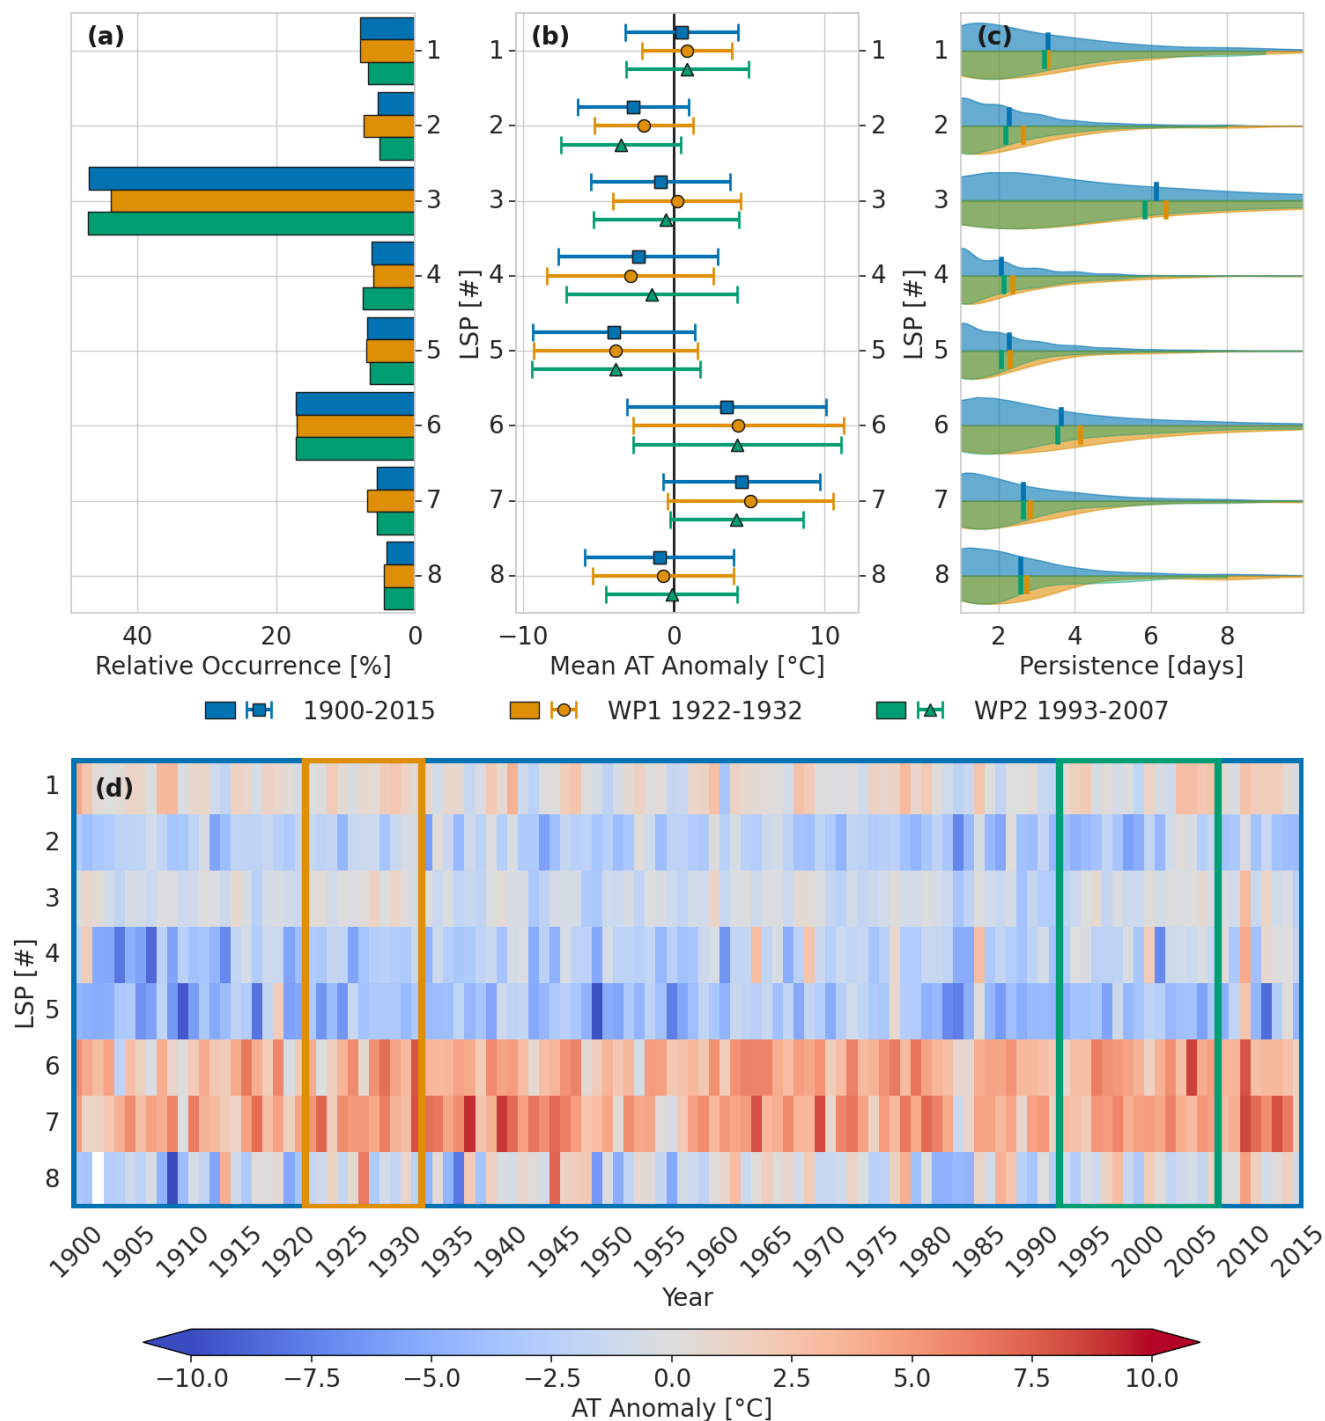 (a)
(b)
(c)
1
2
3
4
5
6
7
8
1
2
3
4
5
6
7
8
1
2
3
4
5
6
7
8
LSP [#]
LSP [#]
40 20 0
−10 0 10
2 4 6 8
Relative Occurrence [%]
Mean AT Anomaly [°C]
Persistence [days]
1900-2015
WP1 1922-1932
WP2 1993-2007
(d)
1
2
3
4
5
6
7
8
LSP [#]
1900 1905 1910 1915 1920 1925 1930 1935 1940 1945 1950 1955 1960 1965 1970 1975 1980 1985 1990 1995 2000 2005 2010 2015
Year
−10.0 −7.5 −5.0 −2.5 0.0 2.5 5.0 7.5 10.0
AT Anomaly [°C]